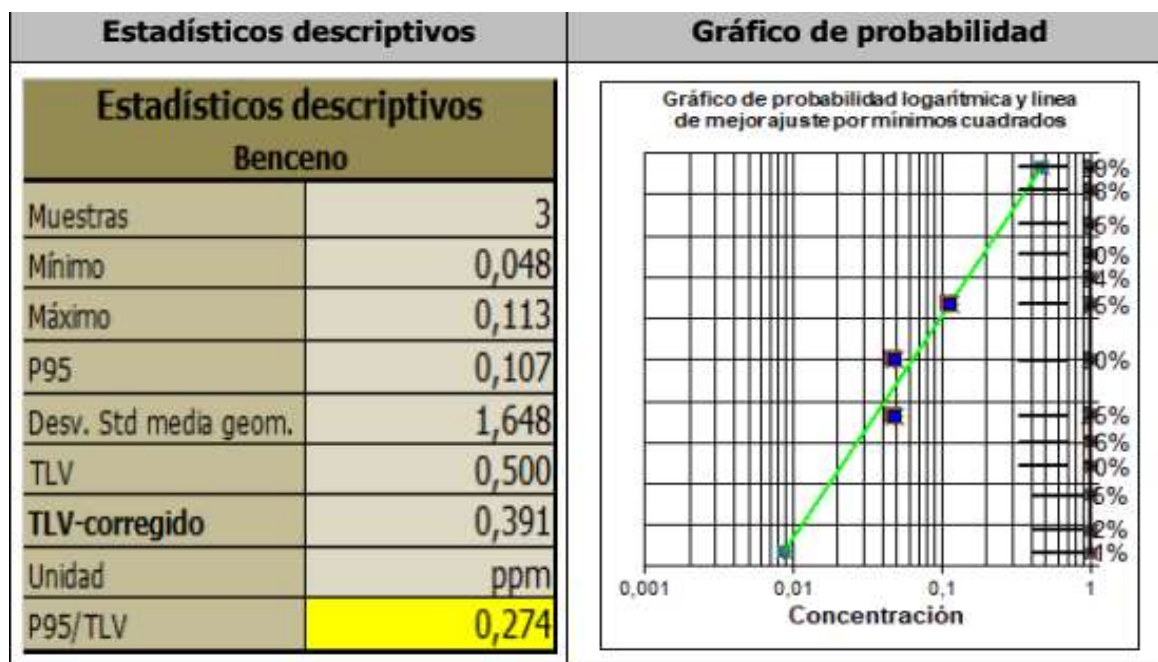 Estadísticos descriptivos
Gráfico de probabilidad
Estadísticos descriptivos
Benceno
Muestras 3
Mínimo 0,048
Máximo 0,113
P95 0,107
Desv. Std media geom. 1,648
TLV 0,500
TLV-corregido 0,391
Unidad ppm
P95/TLV 0,274
Gráfico de probabilidad logarítmica y linea
de mejor ajuste por mínimos cuadrados
0,001 0,01 0,1 1
Concentración